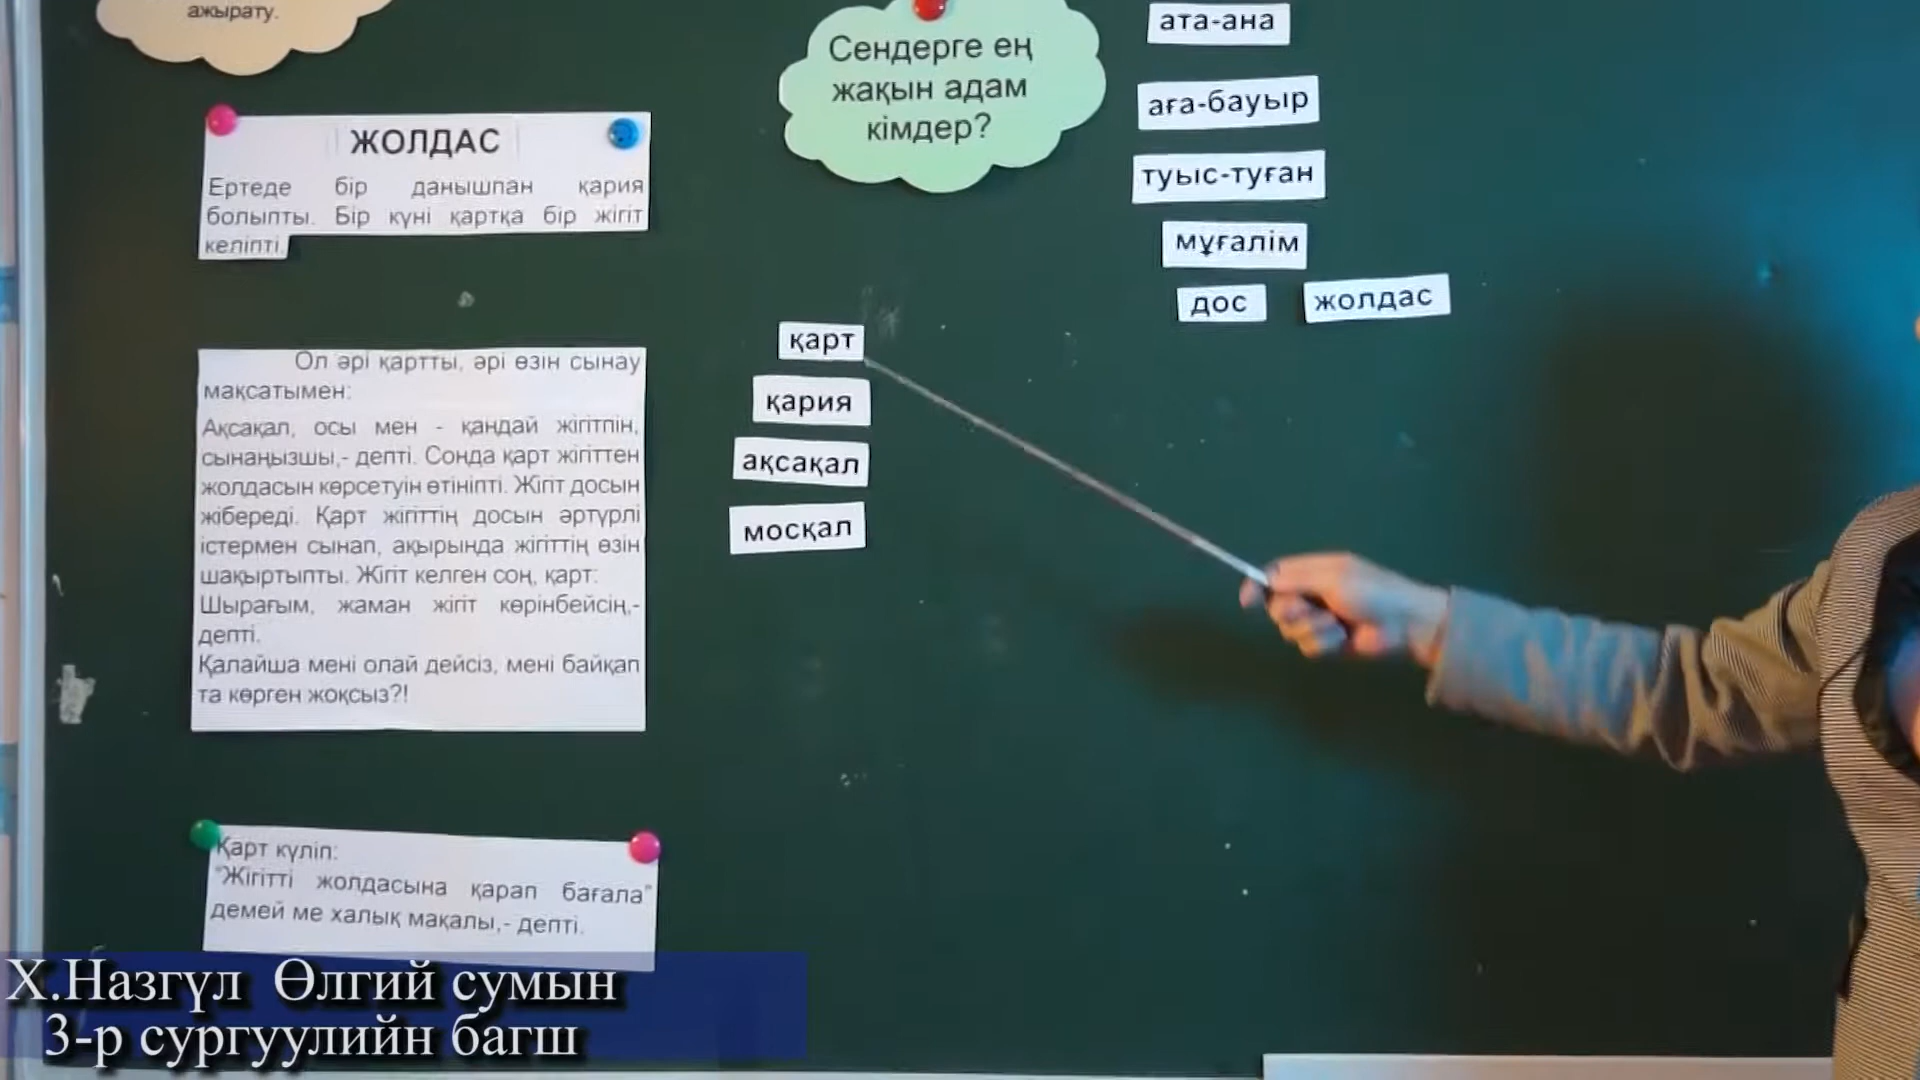 ажырату.
ЖОЛДАС
Ертеде бір данышпан қария
болыпты. Бір күні қартқа бір жігіт
келіпті.
Ол әрі қартты, әрі өзін сынау
мақсатымен:
Ақсақал, осы мен - қандай жігітпін,
сынаңызшы,- депті. Сонда қарт жігіттен
жолдасын көрсетуін өтініпті. Жігіт досын
жібереді. Қарт жігіттің досын әртүрлі
істермен сынап, ақырында жігіттің өзін
шақыртыпты. Жігіт келген соң, қарт:
Шырағым, жаман жігіт көрінбейсің,-
депті.
Қалайша мені олай дейсіз, мені байқап
та көрген жоқсыз?!
Қарт күліп:
"Жігітті жолдасына қарап бағала"
демей ме халық мақалы,- депті.
Сендерге ең
жақын адам
кімдер?
ата-ана
аға-бауыр
туыс-туған
мұғалім
дос жолдас
қарт
қария
ақсақал
мосқал
Х.Назгүл Өлгий сумын
3-р сургуулийн багш